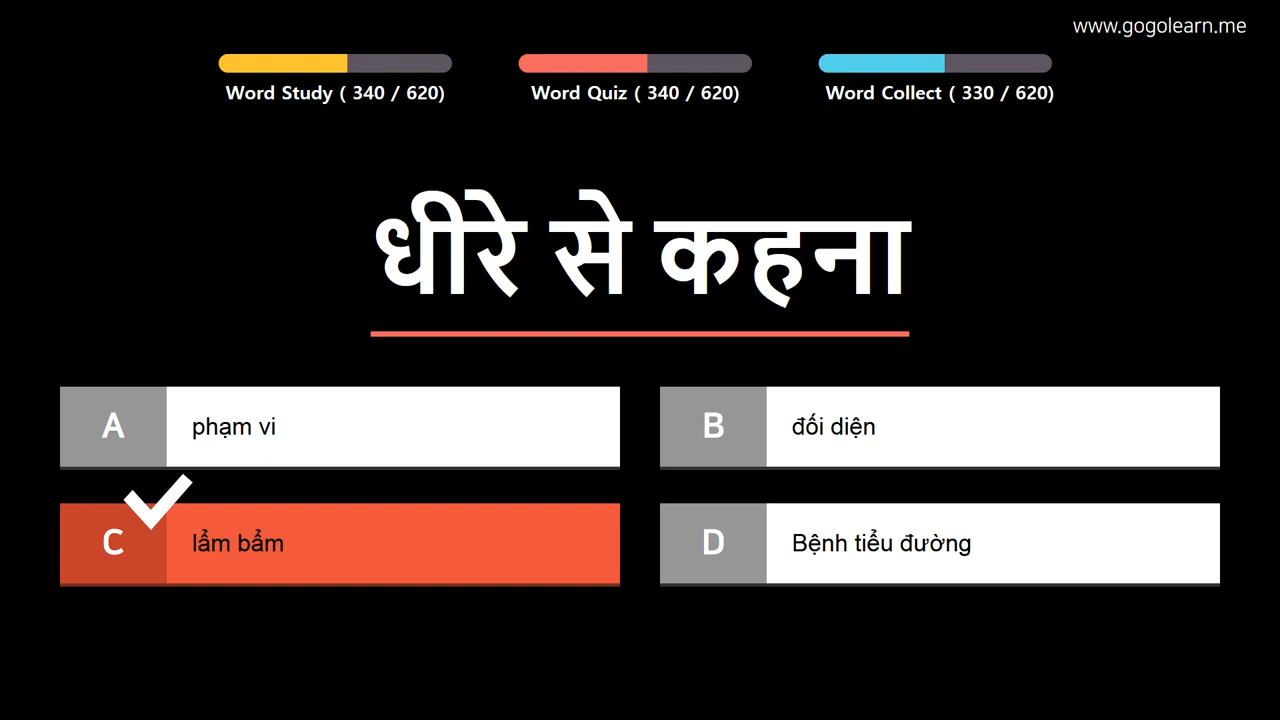 www.gogolearn.me
Word Study ( 340 / 620)
Word Quiz ( 340 / 620)
Word Collect ( 330 / 620)
धीरे से कहना
A
phạm vi
B
đối diện
C
lẩm bẩm
D
Bệnh tiểu đường